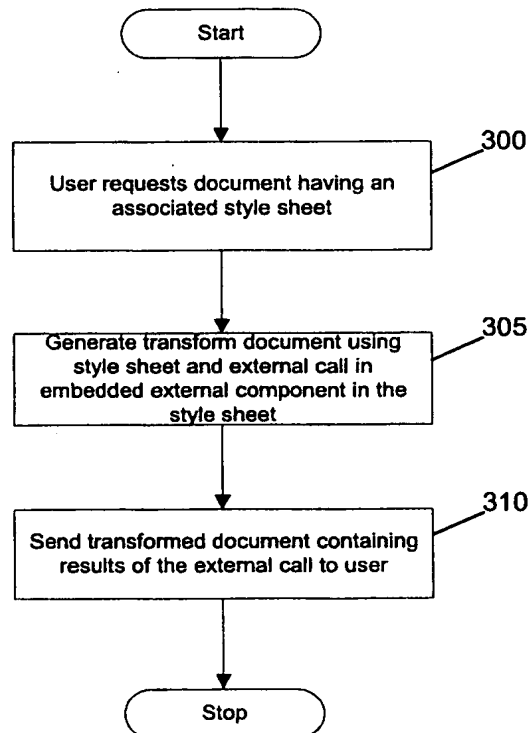 Start
300
User requests document having an
associated style sheet
305
Generate transform document using
style sheet and external call in
embedded external component in the
style sheet
310
Send transformed document containing
results of the external call to user
Stop